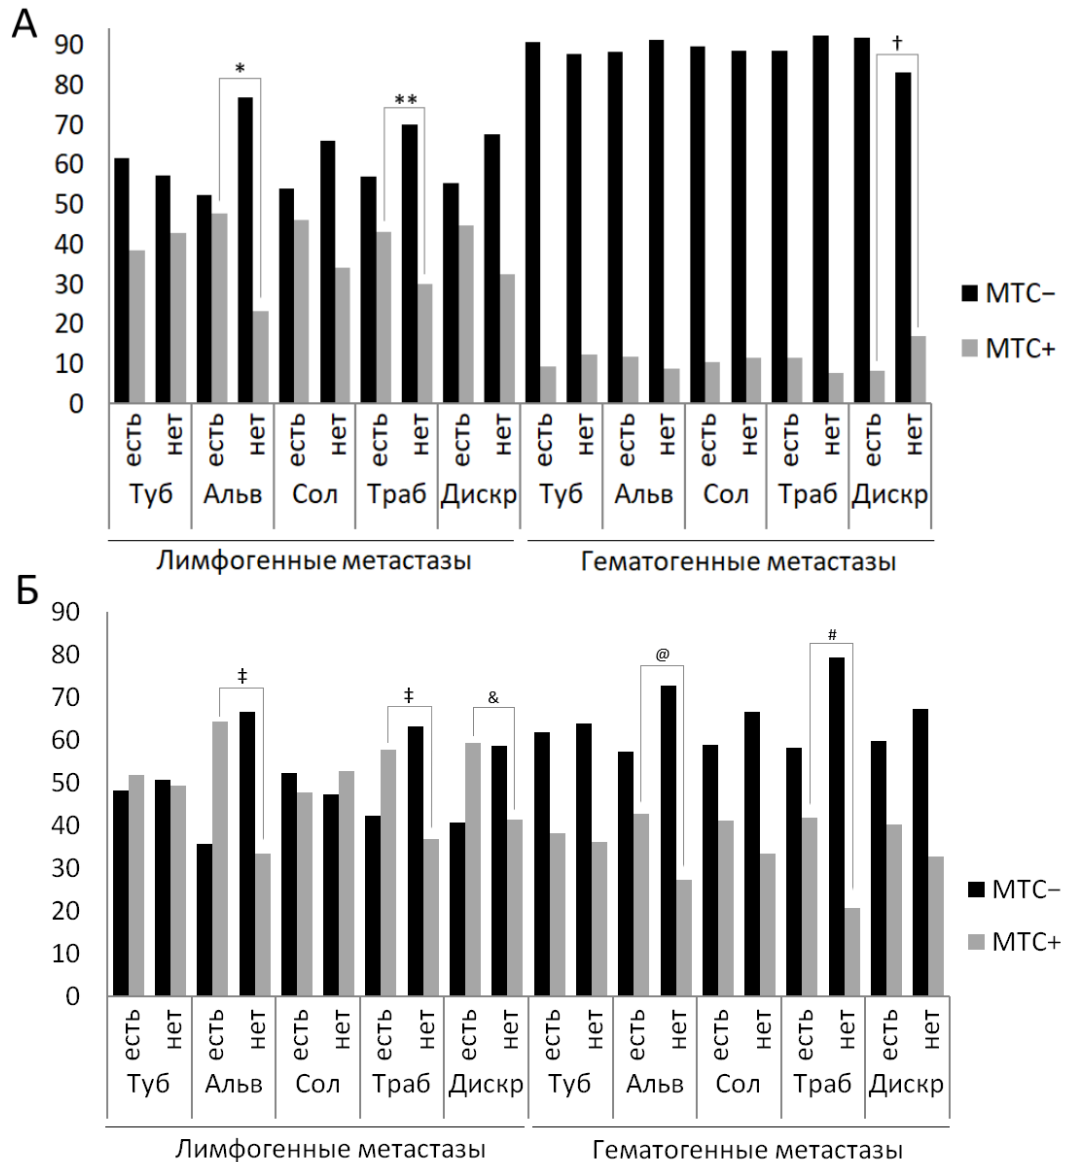 А
90
80
70
60
50
40
30
20
10
0
*
**
†
МТС−
МТС+
есть нет есть нет есть нет есть нет есть нет есть нет есть нет есть нет есть нет есть нет
Туб Альв Сол Траб Дискр Туб Альв Сол Траб Дискр
Лимфогенные метастазы Гематогенные метастазы
Б
90
80
70
60
50
40
30
20
10
0
‡
‡
&
@
#
МТС−
МТС+
есть нет есть нет есть нет есть нет есть нет есть нет есть нет есть нет есть нет есть нет
Туб Альв Сол Траб Дискр Туб Альв Сол Траб Дискр
Лимфогенные метастазы Гематогенные метастазы